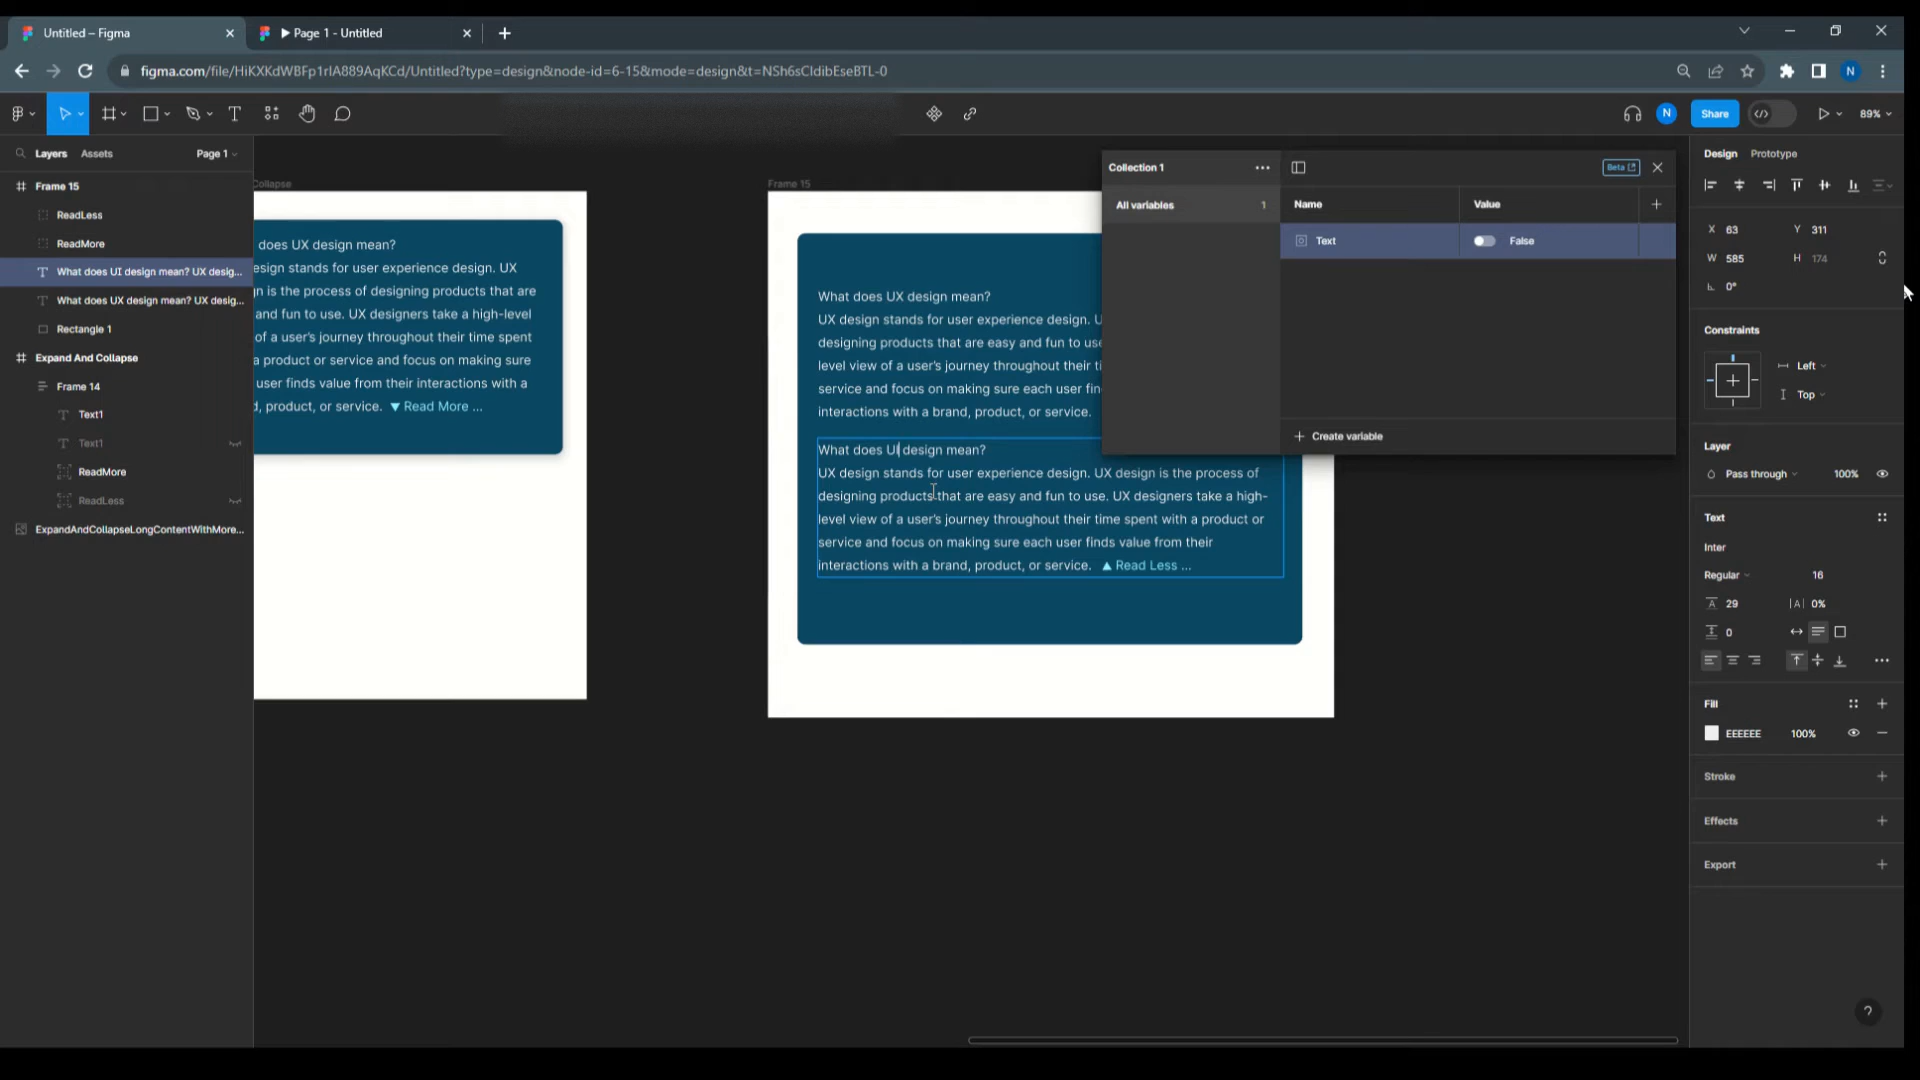 Untitled – Figma
Page 1 - Untitled
figma.com/file/HiKXKdWBFp1rIA889AqKCd/Untitled?type=design&node-id=6-15&mode=design&t=NSh6sCIdibEseBTL-0
N
N
Share
89%
Layers
Assets
Page 1
Frame 15
ReadLess
ReadMore
What does UI design mean? UX desig...
What does UX design mean? UX desig...
Rectangle 1
Expand And Collapse
Frame 14
Text1
Text1
ReadMore
ReadLess
ExpandAndCollapseLongContentWithMore...
Collapse
does UX design mean?
esign stands for user experience design. UX
n is the process of designing products that are
and fun to use. UX designers take a high-level
of a user's journey throughout their time spent
a product or service and focus on making sure
user finds value from their interactions with a
d, product, or service. ▼ Read More ...
Frame 15
What does UX design mean?
UX design stands for user experience design. U
designing products that are easy and fun to use
level view of a user's journey throughout their ti
service and focus on making sure each user fin
interactions with a brand, product, or service.
What does UI design mean?
UX design stands for user experience design. UX design is the process of
designing products that are easy and fun to use. UX designers take a high-
level view of a user's journey throughout their time spent with a product or
service and focus on making sure each user finds value from their
interactions with a brand, product, or service. ▲ Read Less ...
Collection 1
Beta
All variables
1
Name
Value
Text
False
Create variable
Design
Prototype
X 63
Y 311
W 585
H 174
0°
Constraints
Left
Top
Layer
Pass through
100%
Text
Inter
Regular
16
29
0%
0
Fill
EEEEEE
100%
Stroke
Effects
Export
?